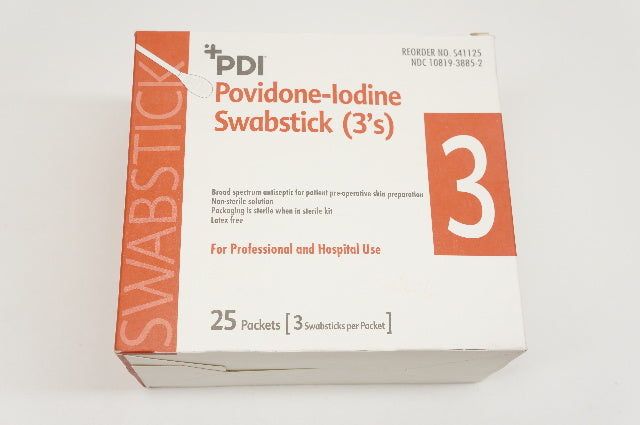 SWABSTICK
PDI
REORDER NO. S41125
NDC 10819-3885-2
Povidone-Iodine
Swabstick (3's)
3
Broad spectrum antiseptic for patient pre-operative skin preparation
Non-sterile solution
Packaging is sterile when in sterile kit
Latex free
For Professional and Hospital Use
25 Packets [3 Swabsticks per Packet]